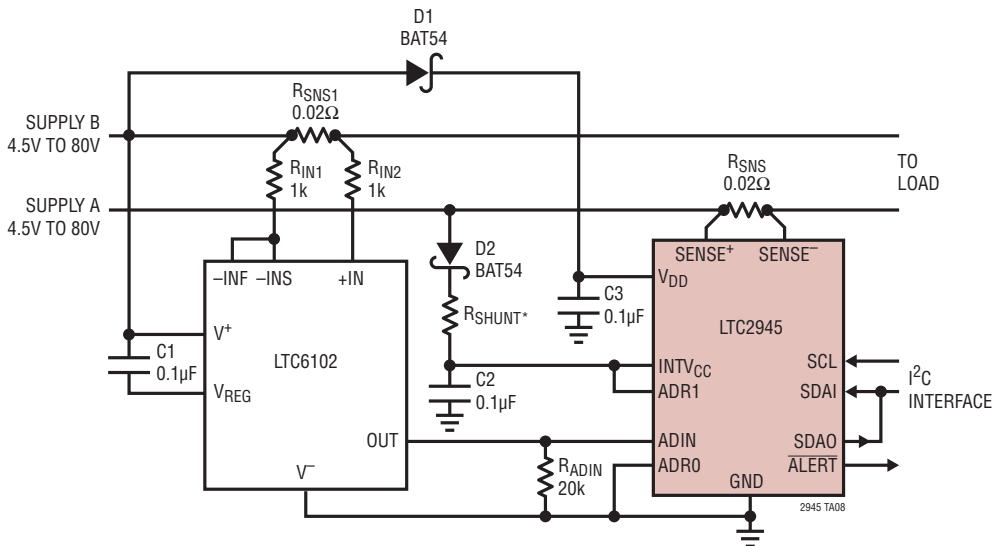 D1
BAT54
RSNS1
0.02Ω
SUPPLY B
4.5V TO 80V
RIN1
1k
RIN2
1k
RSNS
0.02Ω
TO
LOAD
SUPPLY A
4.5V TO 80V
D2
BAT54
SENSE+ SENSE–
–INF –INS +IN
VDD
C3
0.1µF
RSHUNT*
V+
LTC6102
LTC2945
C1
0.1µF
INTVCC
SCL
VREG
C2
0.1µF
ADR1
SDAI
I2C
INTERFACE
OUT
ADIN
SDAO
RADIN
20k
ADR0
ALERT
V–
GND
2945 TA08